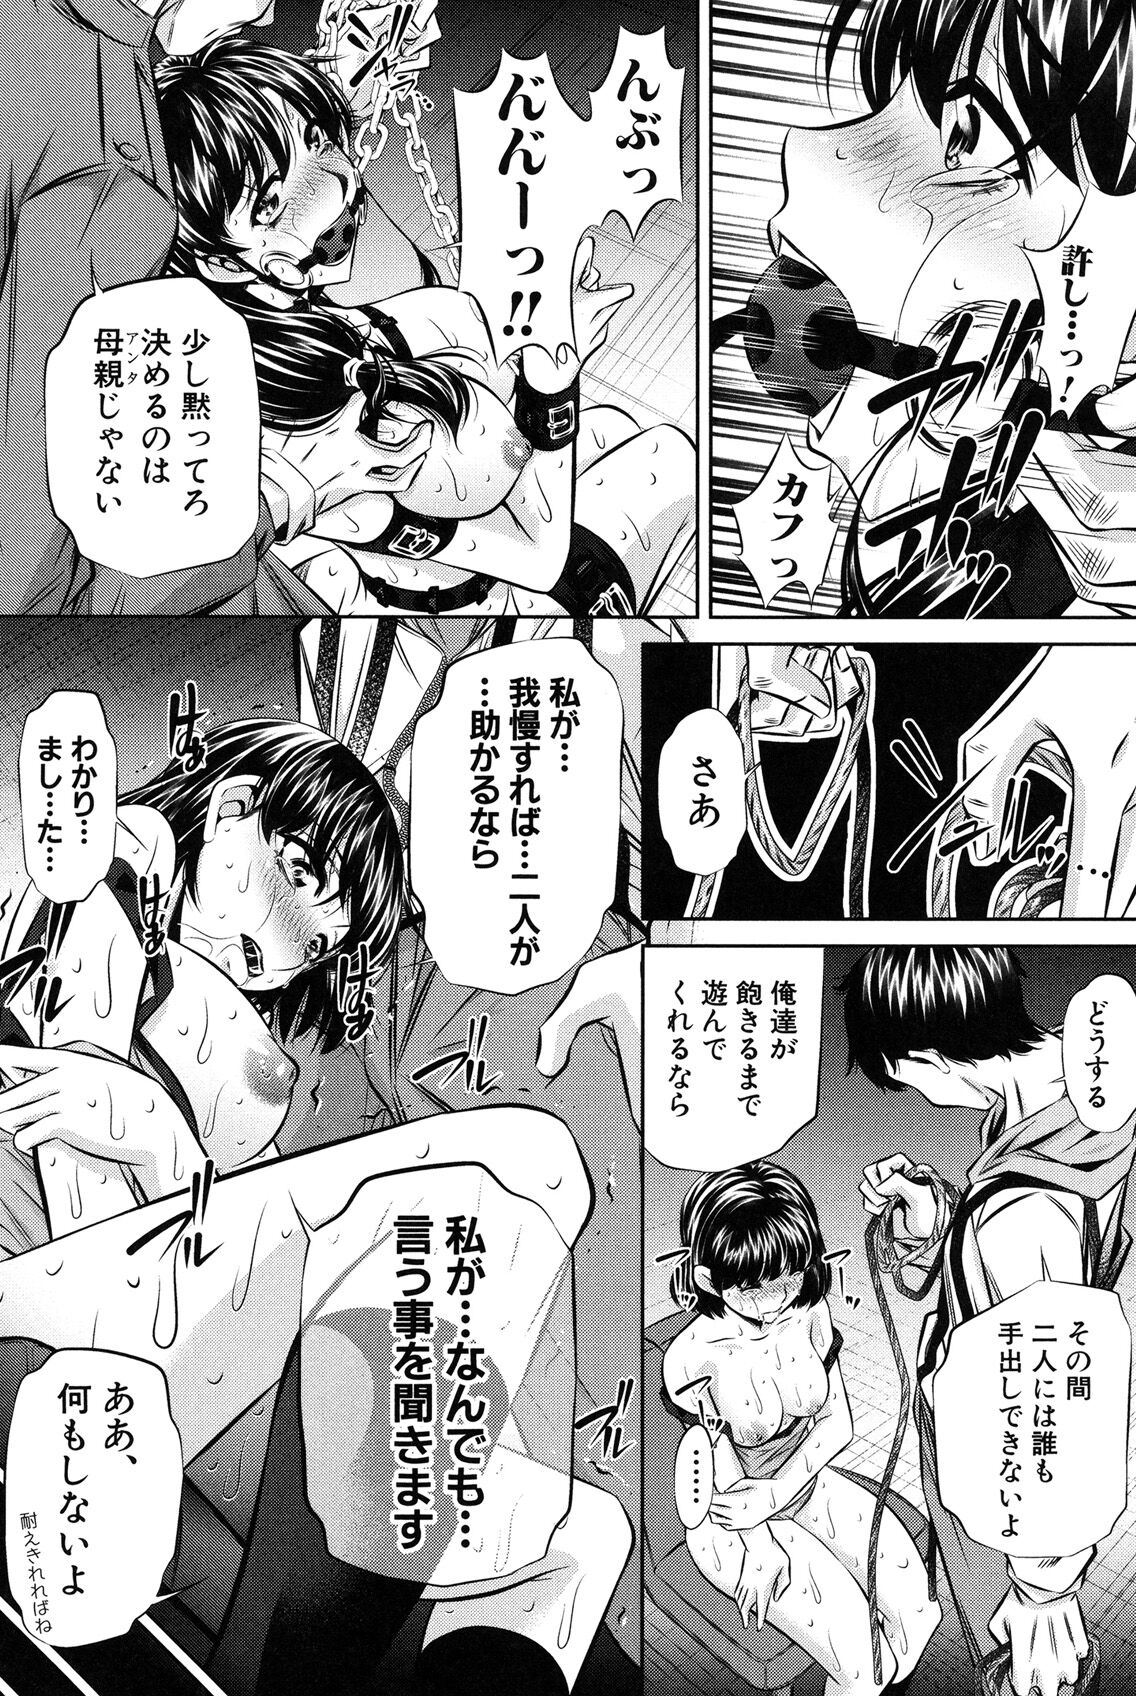 許し…っ！
カフっ
んぶっ
んんーっ!!
少し黙ってろ
決めるのは
母親じゃない
アンタ
さあ
どうする
俺達が
飽きるまで
遊んで
くれるなら
その間
二人には誰も
手出しできないよ
……
私が…
我慢すれば…二人が
…助かるなら
わかり…
まし…た…
私が…なんでも…
言う事を聞きます
ああ、
何もしないよ
耐えきれればね